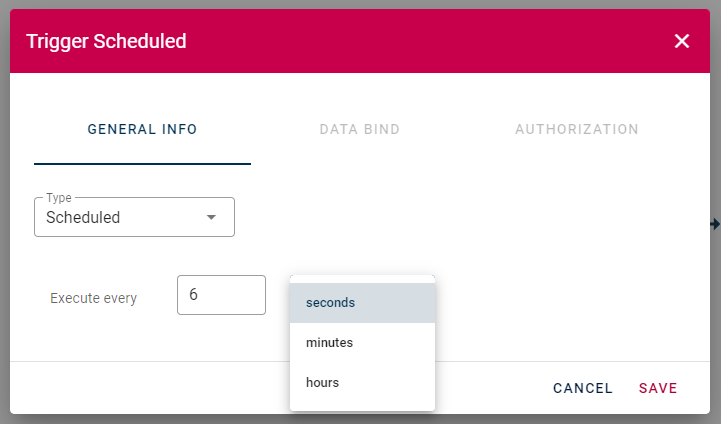 Trigger Scheduled
GENERAL INFO
DATA BIND
AUTHORIZATION
Type
Scheduled
Execute every
6
seconds
minutes
hours
CANCEL
SAVE